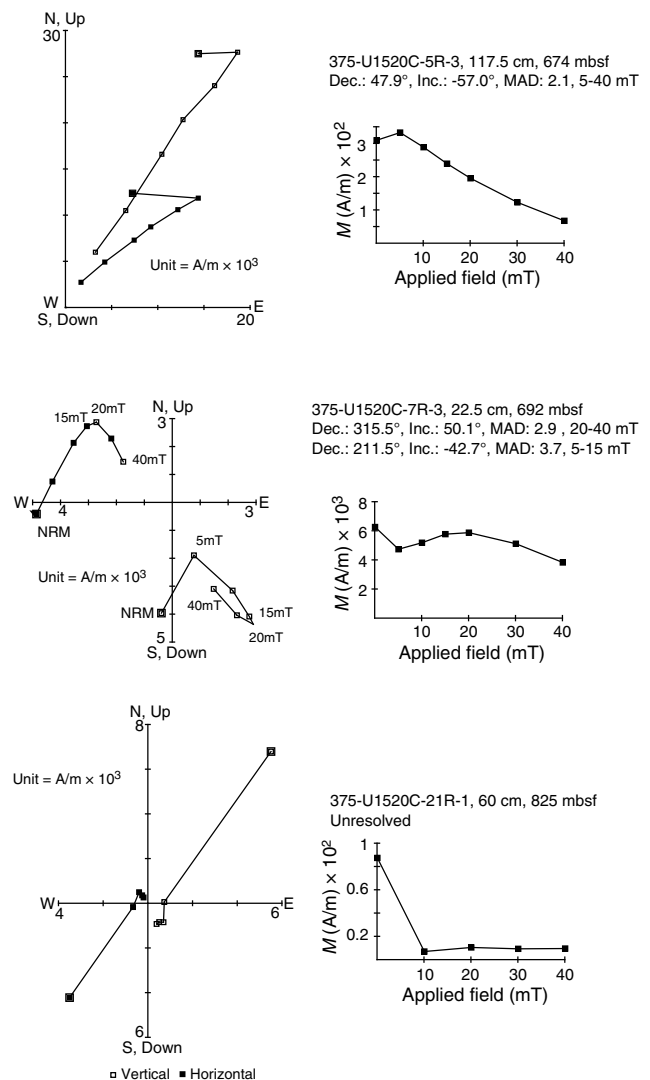 N, Up
30
W
S, Down
E
20
Unit = A/m × 10³
375-U1520C-5R-3, 117.5 cm, 674 mbsf
Dec.: 47.9°, Inc.: -57.0°, MAD: 2.1, 5-40 mT
M (A/m) × 10²
3
2
1
10 20 30 40
Applied field (mT)
N, Up
3
15mT
20mT
40mT
W
4
E
3
NRM
5mT
Unit = A/m × 10³
NRM
40mT
15mT
20mT
5
S, Down
375-U1520C-7R-3, 22.5 cm, 692 mbsf
Dec.: 315.5°, Inc.: 50.1°, MAD: 2.9 , 20-40 mT
Dec.: 211.5°, Inc.: -42.7°, MAD: 3.7, 5-15 mT
M (A/m) × 10³
8
6
4
2
10 20 30 40
Applied field (mT)
N, Up
8
Unit = A/m × 10³
W
4
E
6
6
S, Down
375-U1520C-21R-1, 60 cm, 825 mbsf
Unresolved
M (A/m) × 10²
1
0.6
0.2
10 20 30 40
Applied field (mT)
Vertical Horizontal